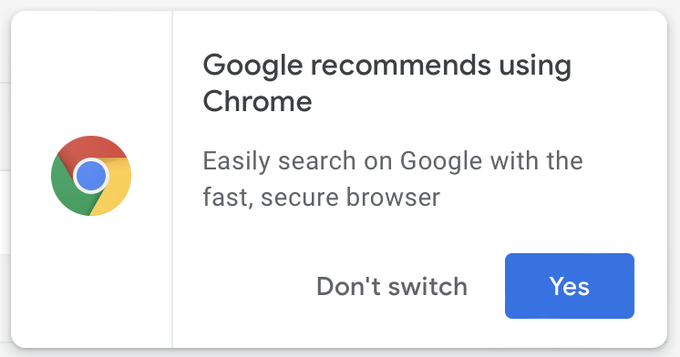 Google recommends using
Chrome
Easily search on Google with the
fast, secure browser
Don't switch
Yes